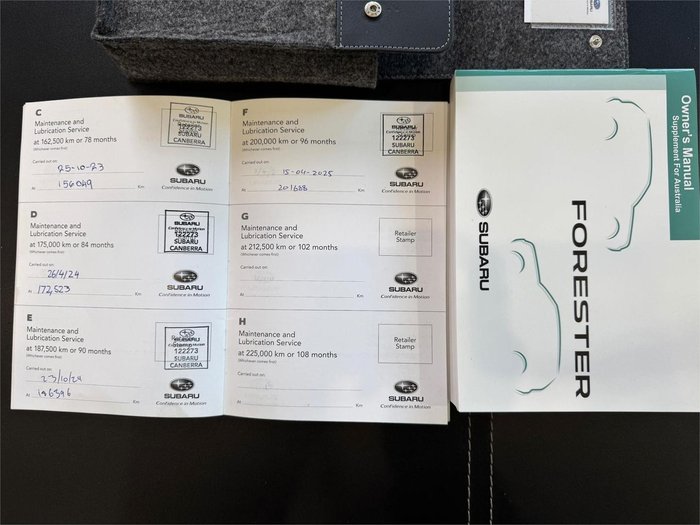 C
Maintenance and
Lubrication Service
at 162,500 km or 78 months
(Whichever comes first)
Carried out on:
25-10-23
At 156049 Km
SUBARU
122273
SUBARU
CANBERRA
SUBARU
Confidence in Motion
D
Maintenance and
Lubrication Service
at 175,000 km or 84 months
(Whichever comes first)
Carried out on:
26/4/24
At 172,523 Km
SUBARU
122273
SUBARU
CANBERRA
SUBARU
Confidence in Motion
E
Maintenance and
Lubrication Service
at 187,500 km or 90 months
(Whichever comes first)
Carried out on:
23/10/24
At Km
SUBARU
122273
SUBARU
CANBERRA
SUBARU
Confidence in Motion
F
Maintenance and
Lubrication Service
at 200,000 km or 96 months
(Whichever comes first)
Carried out on:
15-04-2025
At 201688 Km
SUBARU
122273
SUBARU
CANBERRA
SUBARU
Confidence in Motion
G
Maintenance and
Lubrication Service
at 212,500 km or 102 months
(Whichever comes first)
Carried out on:
At Km
Retailer
Stamp
SUBARU
Confidence in Motion
H
Maintenance and
Lubrication Service
at 225,000 km or 108 months
(Whichever comes first)
Carried out on:
At Km
Retailer
Stamp
SUBARU
Confidence in Motion
Owner's Manual
Supplement For Australia
FORESTER
SUBARU